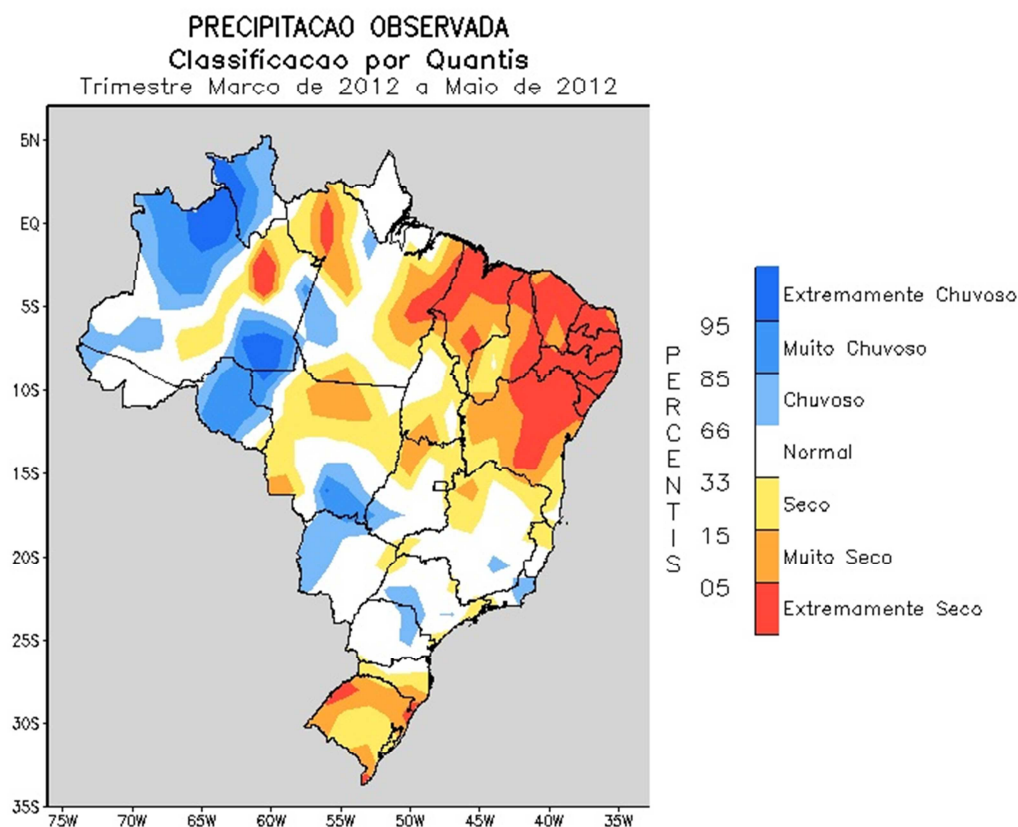 PRECIPITACAO OBSERVADA
Classificacao por Quantis
Trimestre Marco de 2012 a Maio de 2012
5N
EQ
5S
10S
15S
20S
25S
30S
35S
75W 70W 65W 60W 55W 50W 45W 40W 35W
PERCENTIS
95
85
66
33
15
05
Extremamente Chuvoso
Muito Chuvoso
Chuvoso
Normal
Seco
Muito Seco
Extremamente Seco